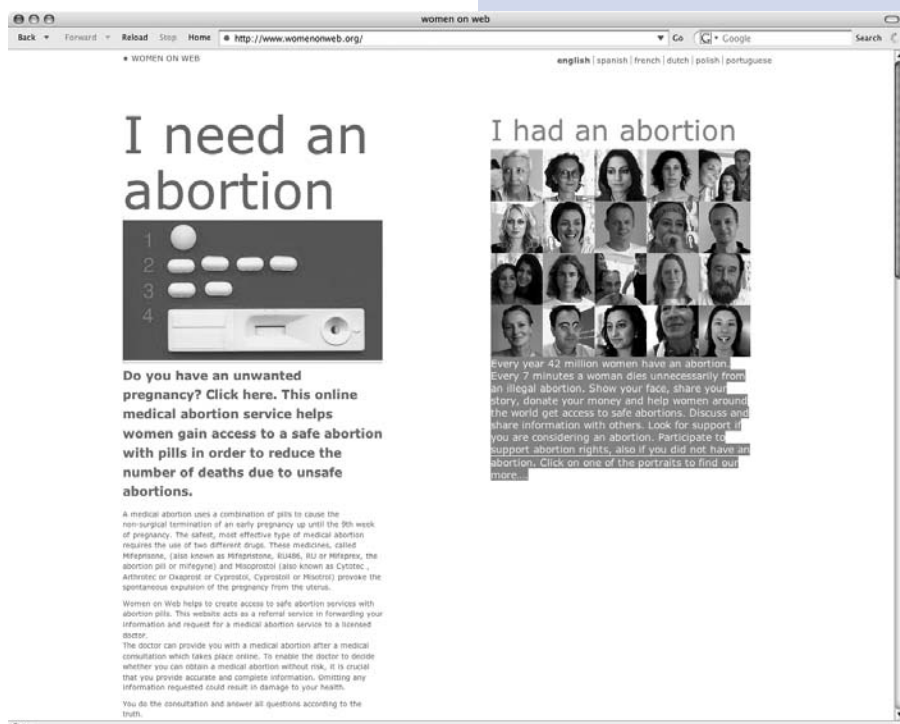 women on web
Back Forward Reload Stop Home http://www.womenonweb.org/ Go G Google Search
WOMEN ON WEB
english | spanish | french | dutch | polish | portuguese
I need an
abortion
1
2
3
4
Do you have an unwanted
pregnancy? Click here. This online
medical abortion service helps
women gain access to a safe abortion
with pills in order to reduce the
number of deaths due to unsafe
abortions.
A medical abortion uses a combination of pills to cause the
non-surgical termination of an early pregnancy up until the 9th week
of pregnancy. The safest, most effective type of medical abortion
requires the use of two different drugs. These medicines, called
Mifeprisone, (also known as Mifepristone, RU486, RU or Mifeprex, the
abortion pill or mifegyne) and Misoprostol (also known as Cytotec ,
Arthrotec or Oxaprost or Cyprostol, Cyprostoll or Misotrol) provoke the
spontaneous expulsion of the pregnancy from the uterus.
Women on Web helps to create access to safe abortion services with
abortion pills. This website acts as a referral service in forwarding your
information and request for a medical abortion service to a licensed
doctor.
The doctor can provide you with a medical abortion after a medical
consultation which takes place online. To enable the doctor to decide
whether you can obtain a medical abortion without risk, it is crucial
that you provide accurate and complete information. Omitting any
information requested could result in damage to your health.
You do the consultation and answer all questions according to the
truth.
I had an abortion
Every year 42 million women have an abortion.
Every 7 minutes a woman dies unnecessarily from
an illegal abortion. Show your face, share your
story, donate your money and help women around
the world get access to safe abortions. Discuss and
share information with others. Look for support if
you are considering an abortion. Participate to
support abortion rights, also if you did not have an
abortion. Click on one of the portraits to find our
more...